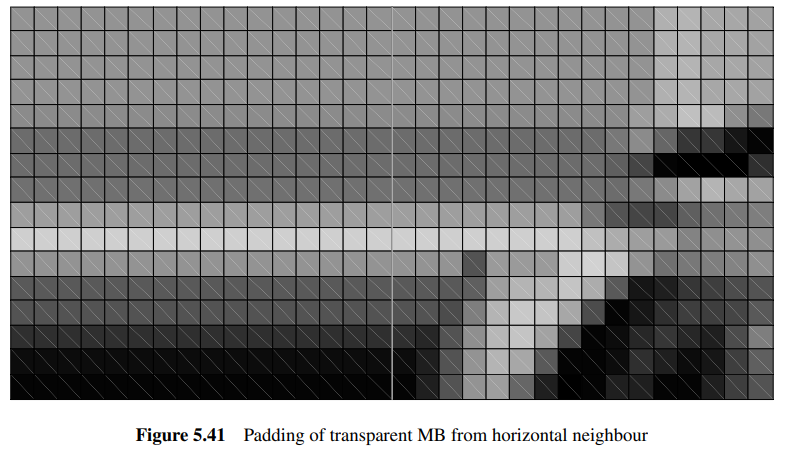 Figure 5.41 Padding of transparent MB from horizontal neighbour